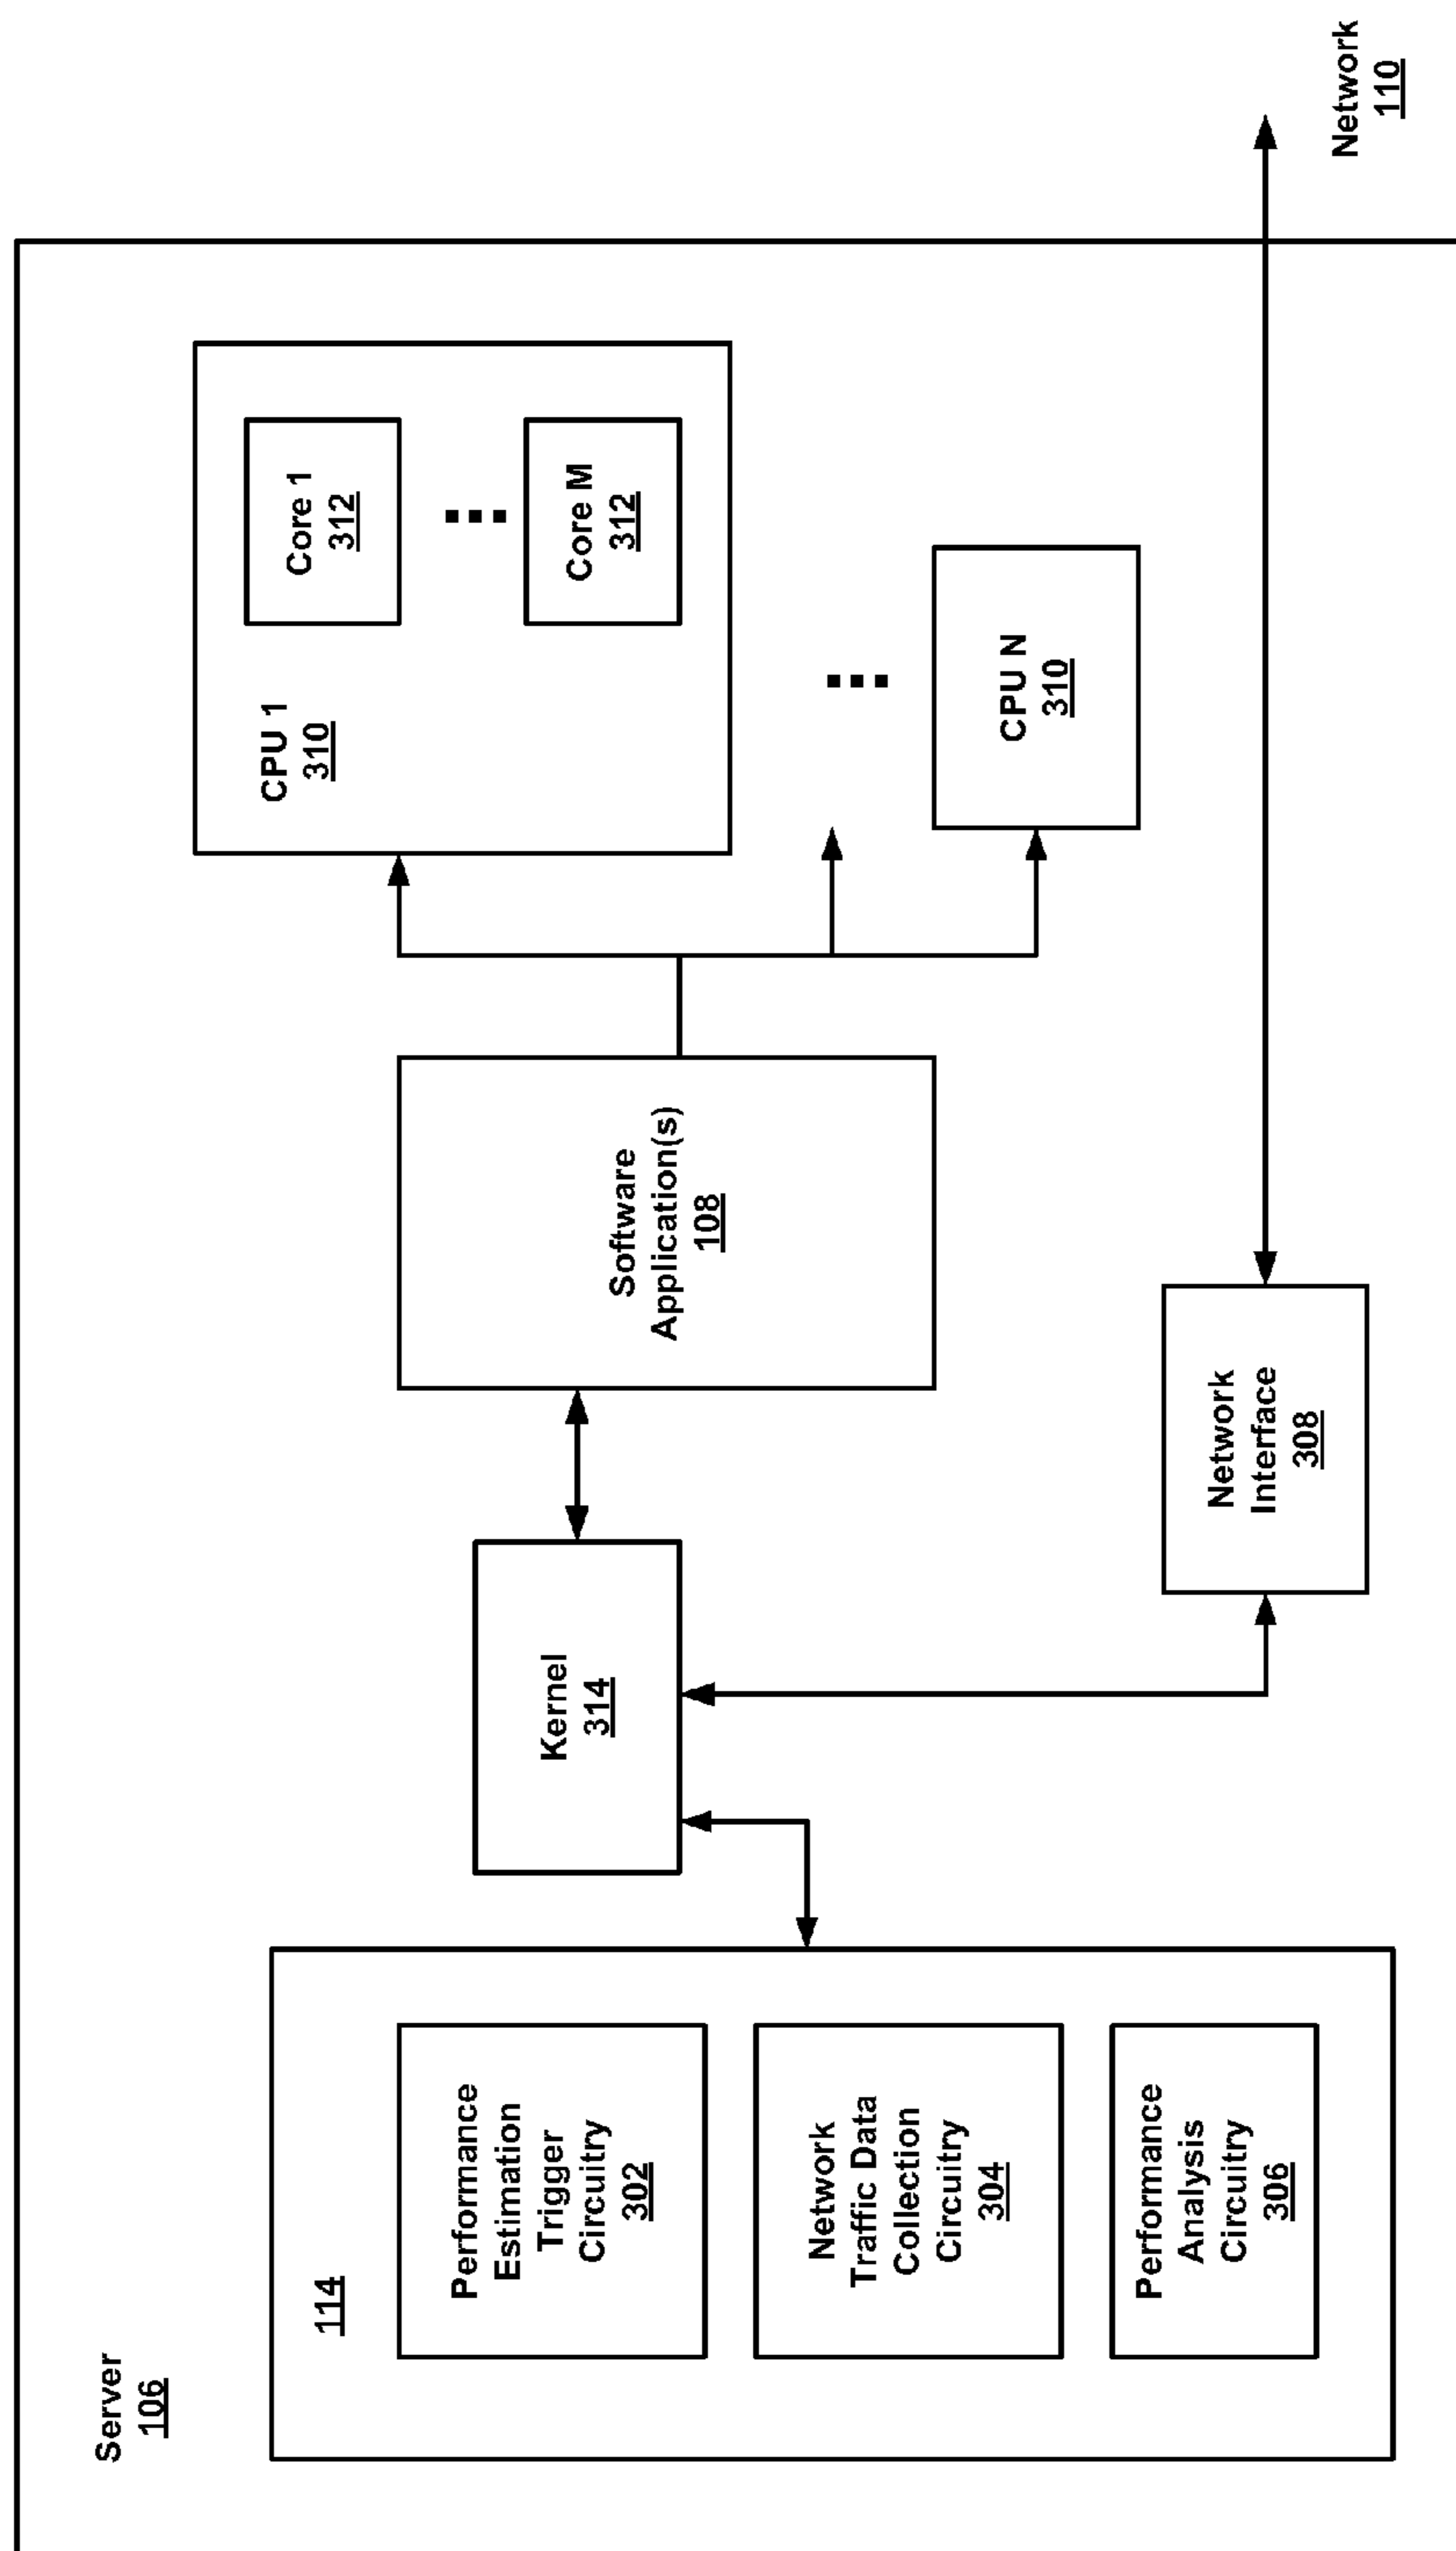 Server
106
114
Performance
Estimation
Trigger
Circuitry
302
Network
Traffic Data
Collection
Circuitry
304
Performance
Analysis
Circuitry
306
Kernel
314
Software
Application(s)
108
Network
Interface
308
CPU 1
310
Core 1
312
Core M
312
CPU N
310
Network
110